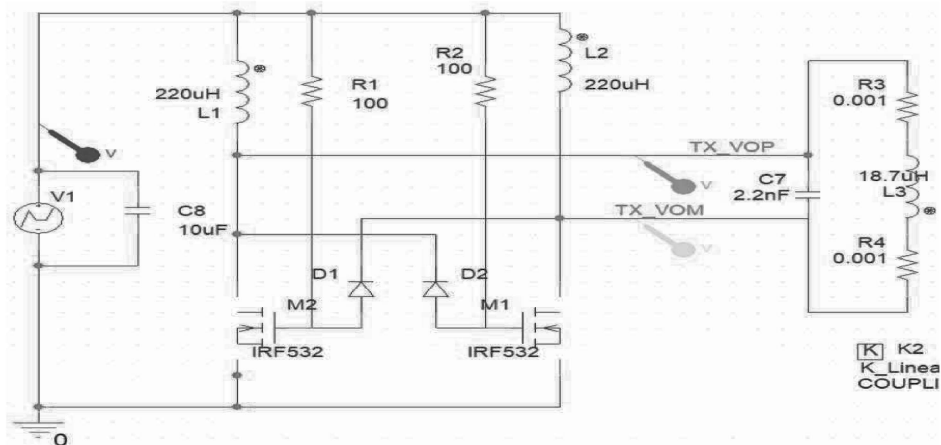 R2
100
L2
220uH
R1
100
220uH
L1
R3
0.001
TX_VOP
V
V
18.7uH
L3
C7
2.2nF
V1
C8
10uF
TX_VOM
V
R4
0.001
D1
D2
M2
M1
IRF532
IRF532
K K2
K_Linea
COUPLI
0